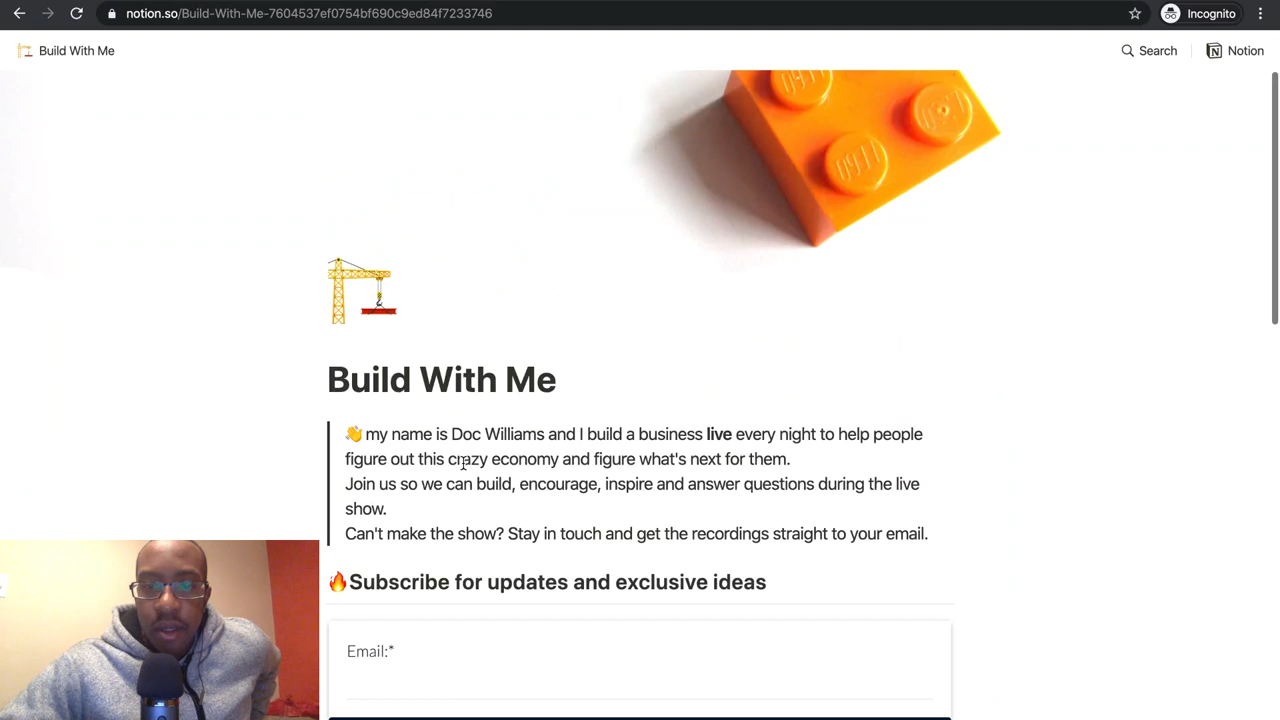 notion.so/Build-With-Me-7604537ef0754bf690c9ed84f7233746
Incognito
Build With Me
Search
Notion
Build With Me
my name is Doc Williams and I build a business live every night to help people
figure out this crazy economy and figure what's next for them.
Join us so we can build, encourage, inspire and answer questions during the live
show.
Can't make the show? Stay in touch and get the recordings straight to your email.
Subscribe for updates and exclusive ideas
Email:*